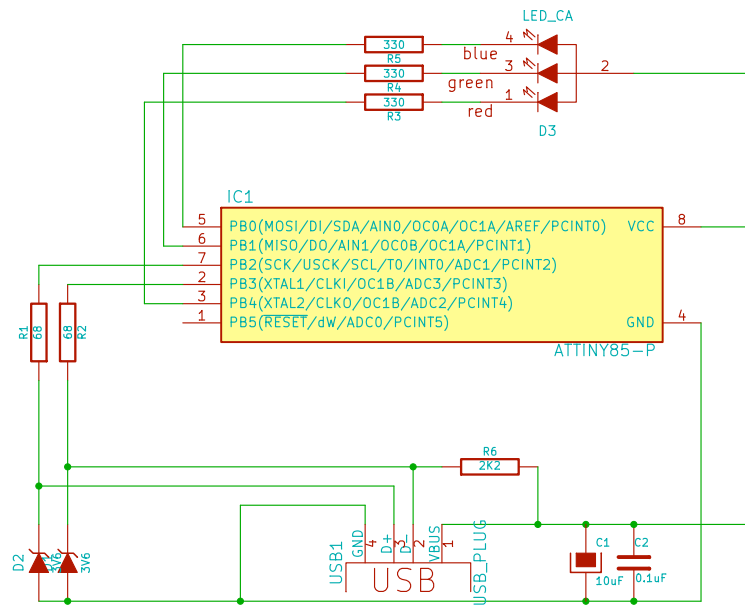 LED_CA
4
330
R5
blue
3
2
330
R4
green
1
330
R3
red
D3
IC1
5
PB0(MOSI/DI/SDA/AIN0/OC0A/OC1A/AREF/PCINT0)
VCC
8
6
PB1(MISO/DO/AIN1/OC0B/OC1A/PCINT1)
7
PB2(SCK/USCK/SCL/T0/INT0/ADC1/PCINT2)
2
PB3(XTAL1/CLKI/OC1B/ADC3/PCINT3)
3
PB4(XTAL2/CLKO/OC1B/ADC2/PCINT4)
1
PB5(RESET/dW/ADC0/PCINT5)
GND
4
ATTINY85-P
R1
68
68
R2
R6
2K2
D2
3V6
D1
3V6
USB1
GND
4
D+
3
D-
2
VBUS
1
USB_PLUG
USB
C1
10uF
C2
0.1uF